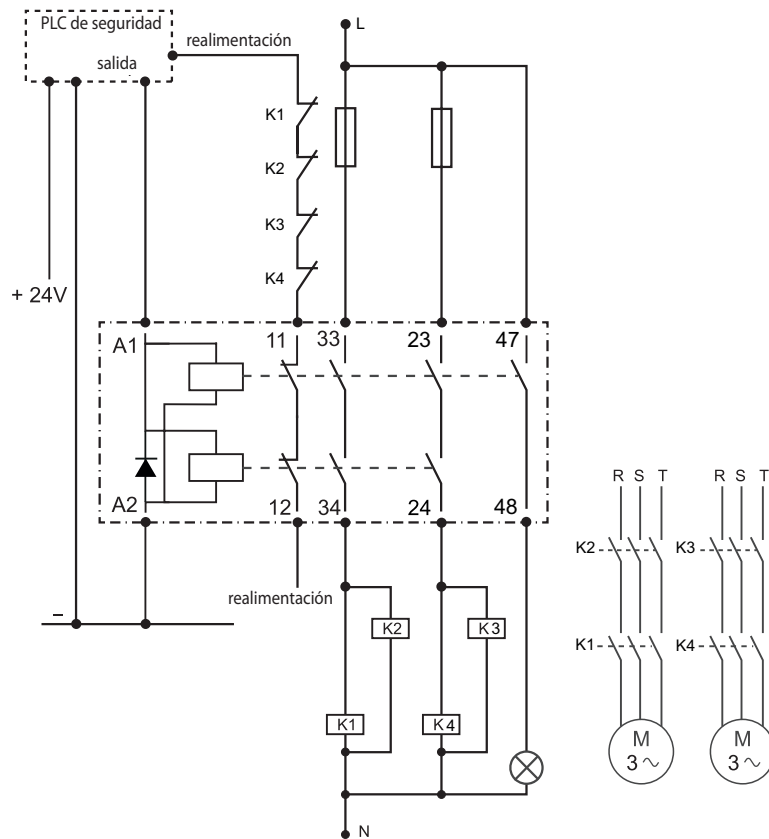 PLC de seguridad
salida
realimentación
L
K1
K2
K3
K4
+ 24V
A1
11
33
23
47
A2
12
34
24
48
realimentación
–
K2
K3
K1
K4
N
R S T
R S T
K2
K3
K1
K4
M
3 ~
M
3 ~